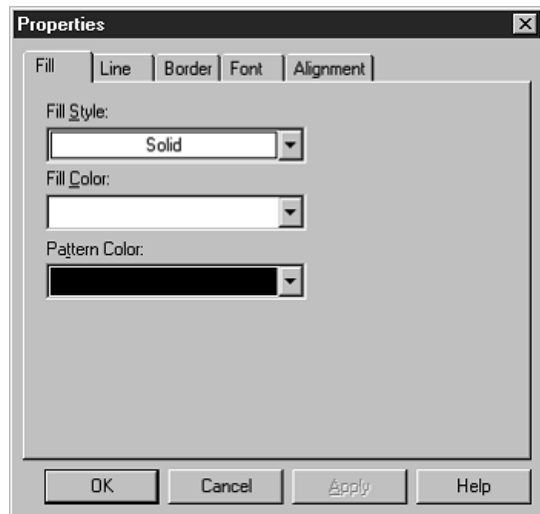 Properties
Fill Line Border Font Alignment
Fill Style:
Solid
Fill Color:
Pattern Color:
OK Cancel Apply Help